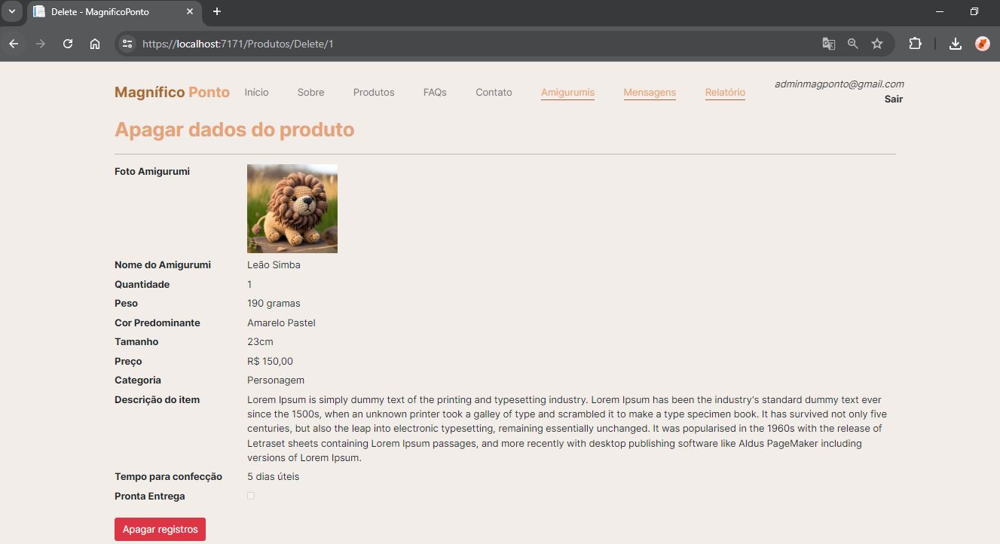 Delete - MagnificoPonto
https://localhost:7171/Produtos/Delete/1
Magnífico Ponto Início Sobre Produtos FAQs Contato Amigurumis Mensagens Relatório adminmagponto@gmail.com
Sair
Apagar dados do produto
Foto Amigurumi
Nome do Amigurumi Leão Simba
Quantidade 1
Peso 190 gramas
Cor Predominante Amarelo Pastel
Tamanho 23cm
Preço R$ 150,00
Categoria Personagem
Descrição do item Lorem Ipsum is simply dummy text of the printing and typesetting industry. Lorem Ipsum has been the industry's standard dummy text ever
since the 1500s, when an unknown printer took a galley of type and scrambled it to make a type specimen book. It has survived not only five
centuries, but also the leap into electronic typesetting, remaining essentially unchanged. It was popularised in the 1960s with the release of
Letraset sheets containing Lorem Ipsum passages, and more recently with desktop publishing software like Aldus PageMaker including
versions of Lorem Ipsum.
Tempo para confecção 5 dias úteis
Pronta Entrega
Apagar registros